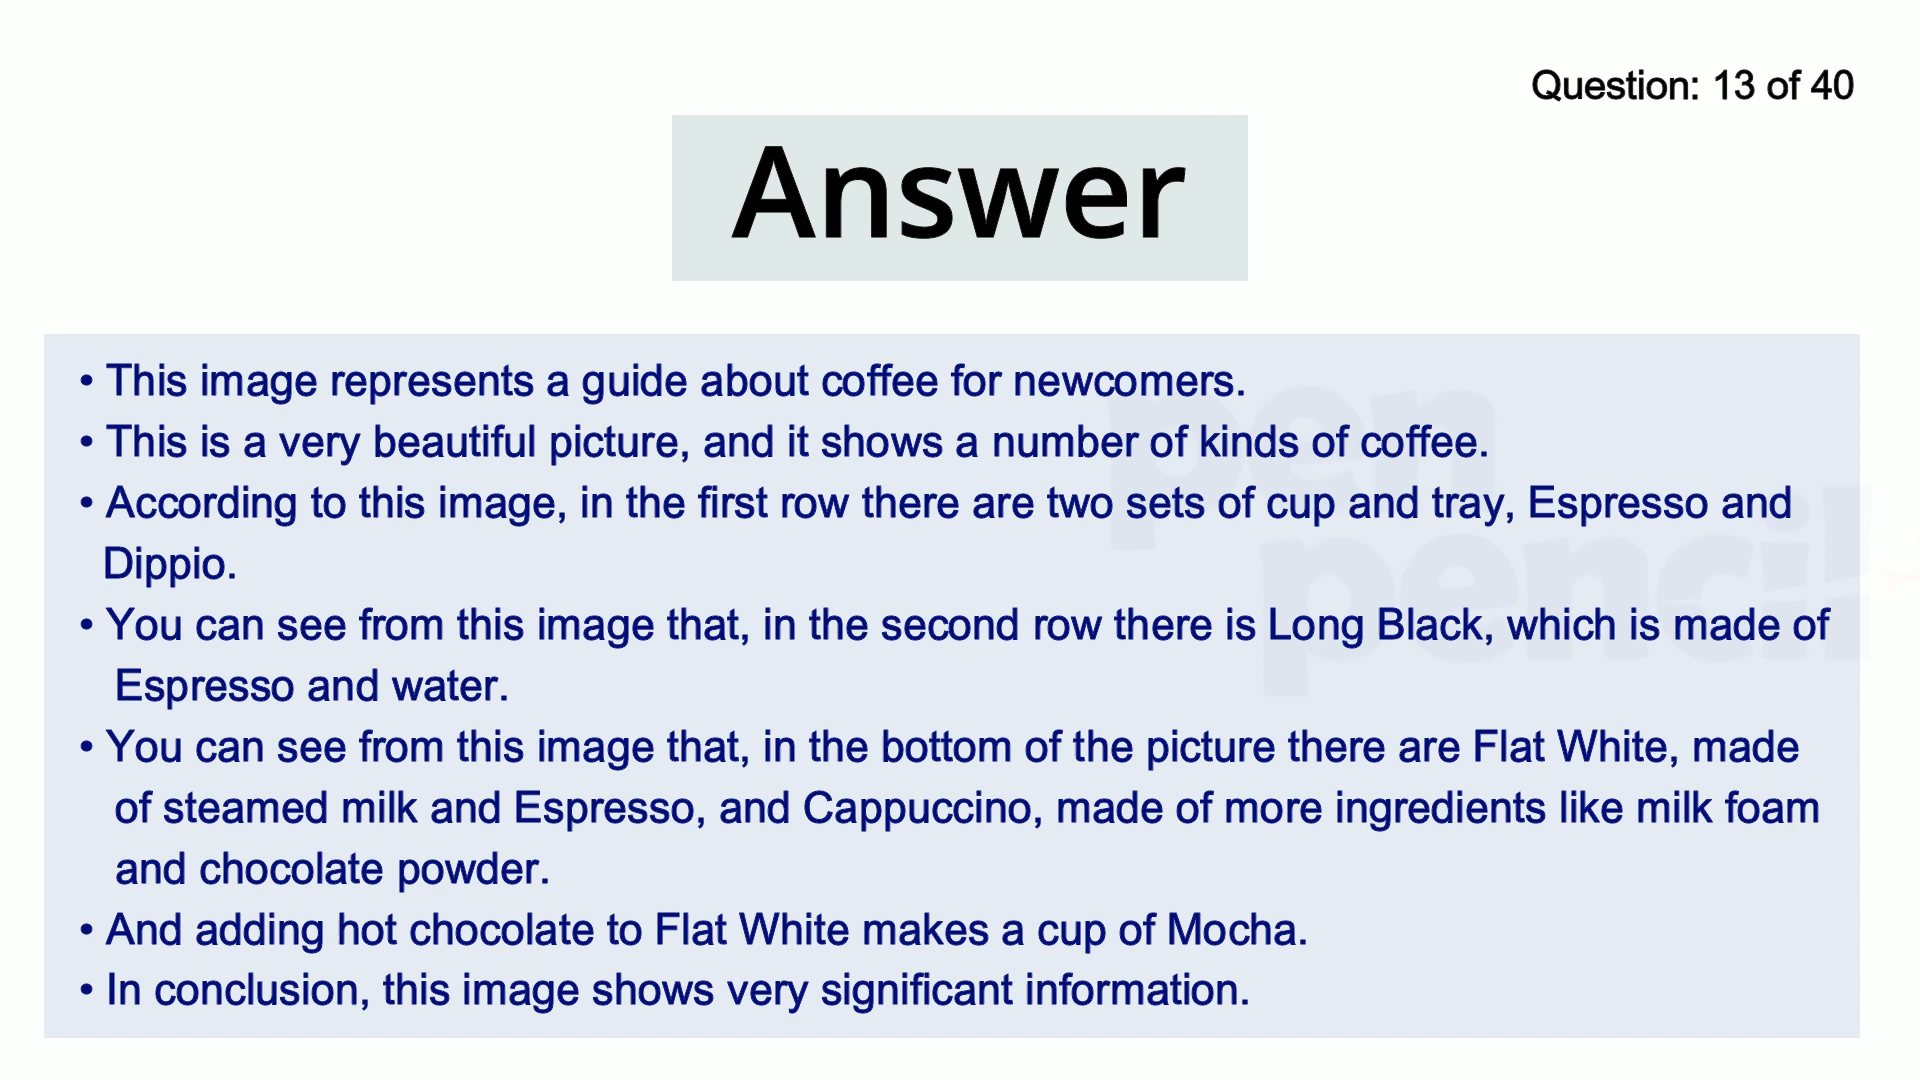 Question: 13 of 40
Answer
• This image represents a guide about coffee for newcomers.
• This is a very beautiful picture, and it shows a number of kinds of coffee.
• According to this image, in the first row there are two sets of cup and tray, Espresso and
Dippio.
• You can see from this image that, in the second row there is Long Black, which is made of
Espresso and water.
• You can see from this image that, in the bottom of the picture there are Flat White, made
of steamed milk and Espresso, and Cappuccino, made of more ingredients like milk foam
and chocolate powder.
• And adding hot chocolate to Flat White makes a cup of Mocha.
• In conclusion, this image shows very significant information.
pen
pencil